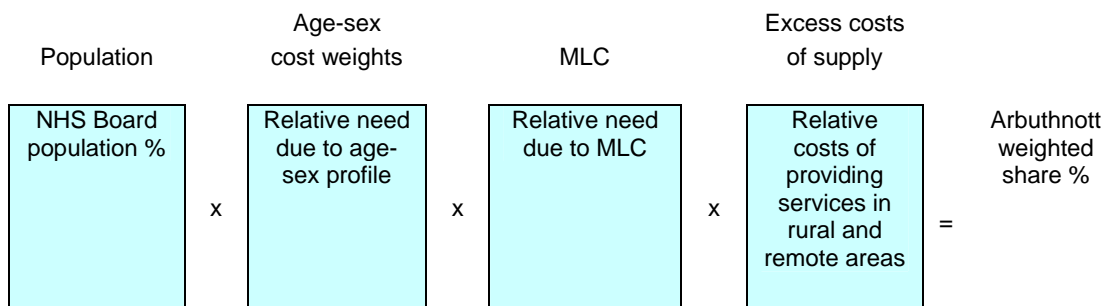 Population
Age-sex
cost weights
MLC
Excess costs
of supply
NHS Board
population %
x
Relative need
due to age-
sex profile
x
Relative need
due to MLC
x
Relative
costs of
providing
services in
rural and
remote areas
=
Arbuthnott
weighted
share %